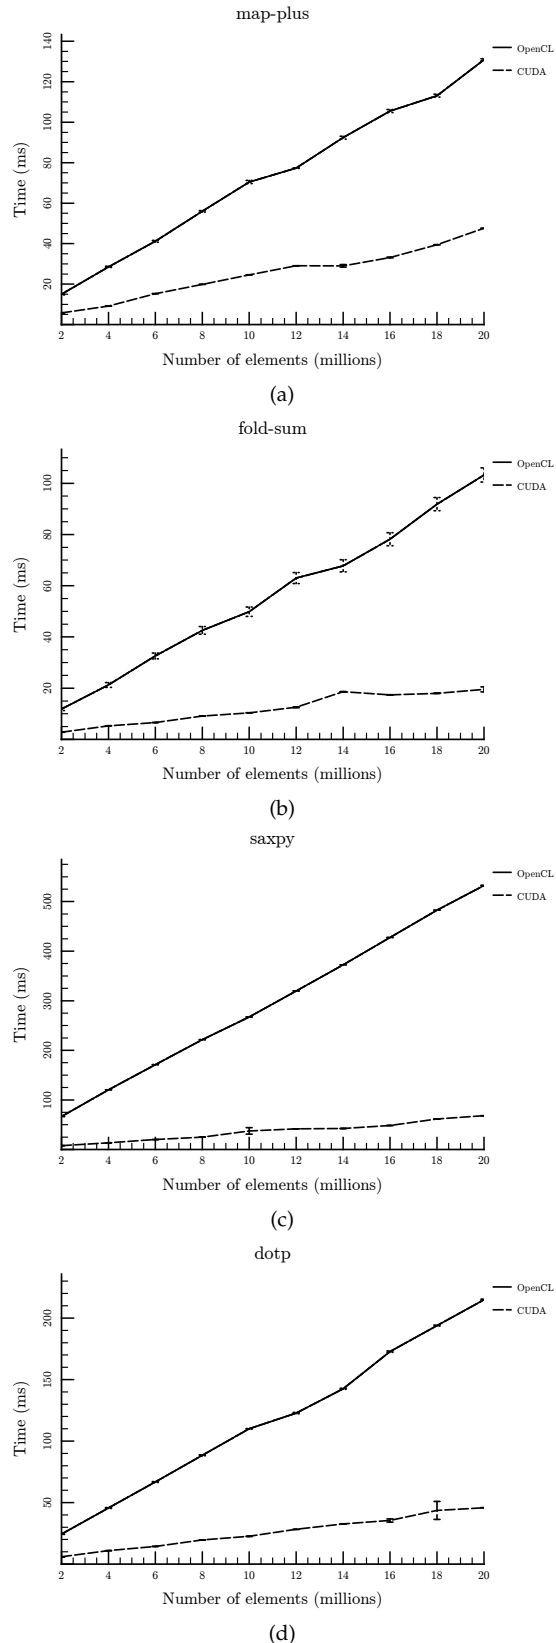 map-plus
OpenCL
CUDA
Time (ms)
140
120
100
80
60
40
20
2 4 6 8 10 12 14 16 18 20
Number of elements (millions)
(a)
fold-sum
OpenCL
CUDA
Time (ms)
100
80
60
40
20
2 4 6 8 10 12 14 16 18 20
Number of elements (millions)
(b)
saxpy
OpenCL
CUDA
Time (ms)
500
400
300
200
100
2 4 6 8 10 12 14 16 18 20
Number of elements (millions)
(c)
dotp
OpenCL
CUDA
Time (ms)
200
150
100
50
2 4 6 8 10 12 14 16 18 20
Number of elements (millions)
(d)